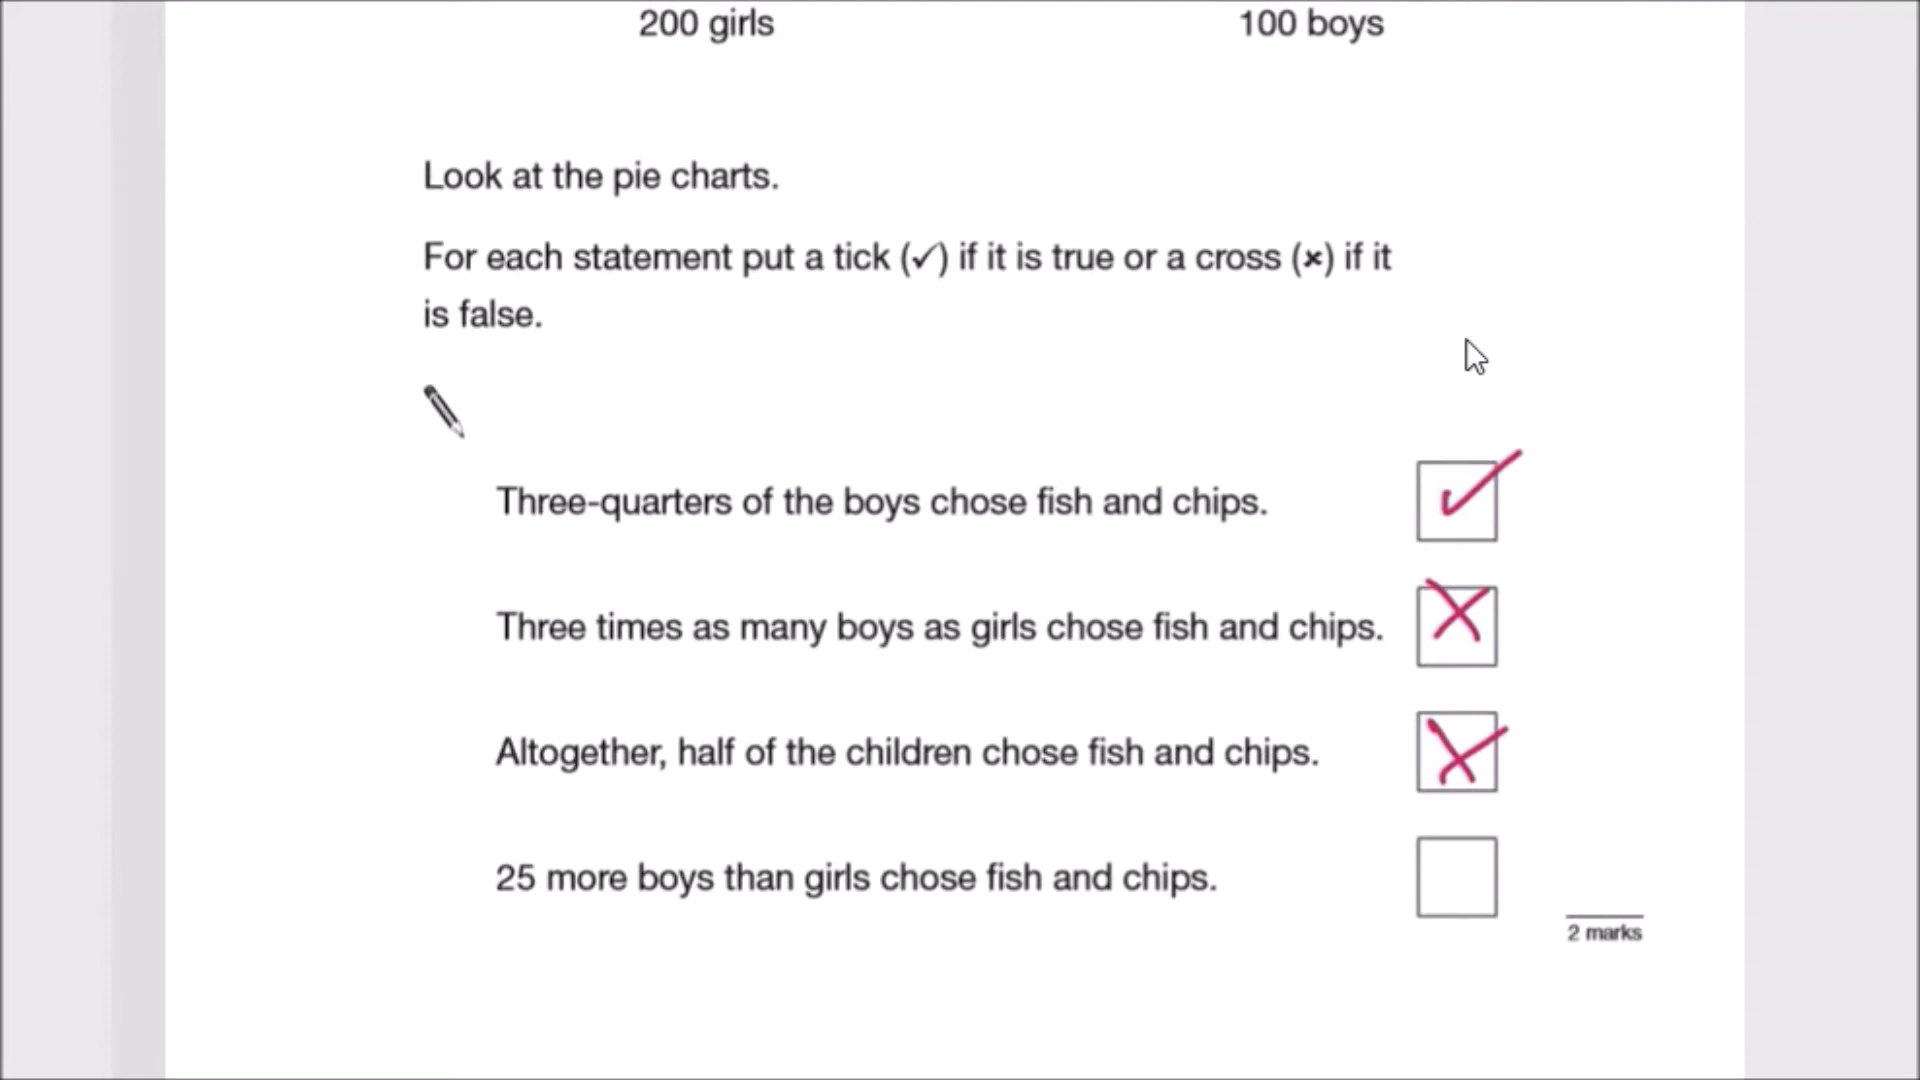 200 girls 100 boys
Look at the pie charts.
For each statement put a tick (✓) if it is true or a cross (×) if it
is false.
Three-quarters of the boys chose fish and chips. ✓
Three times as many boys as girls chose fish and chips. ×
Altogether, half of the children chose fish and chips. ×
25 more boys than girls chose fish and chips.
2 marks